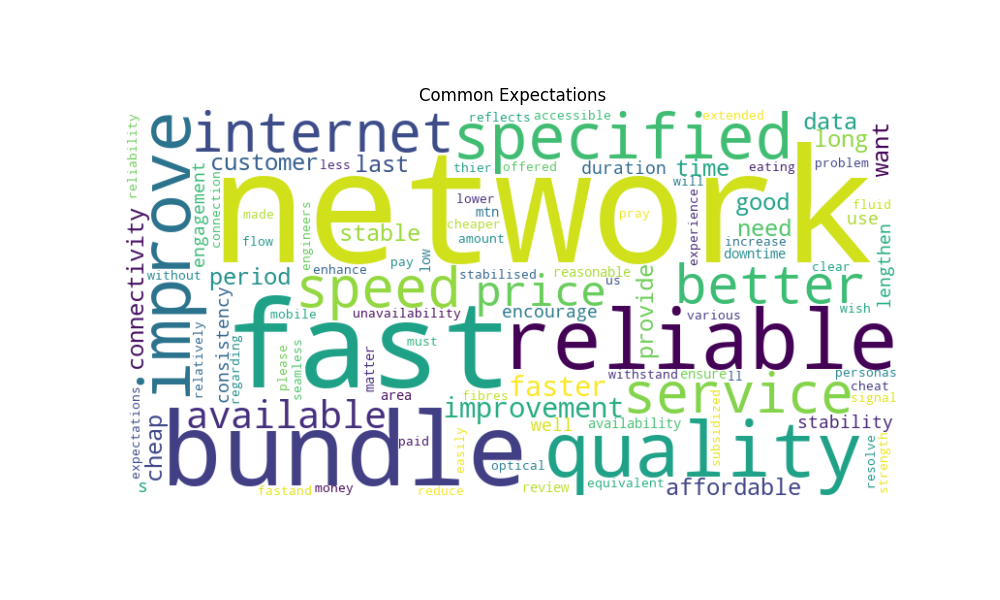 Common Expectations
reliability
improve
internet
specified
reflects
accessible
extended
data
long
want
customer
less
last
thier
offered
duration
time
eating
problem
engagement
connection
network
made
flow
engineers
stable
lower
mtn
cheaper
amount
pray
will
experience
good
need
increase
downtime
fluid
use
lengthen
connectivity
without
period
enhance
pay
low
stabilised
reasonable
us
better
clear
wish
speed
price
provide
consistency
regarding
relatively
mobile
unavailability
encourage
various
fast
reliable
please
seamless
matter
must
area
faster
fibres
withstand
ensure
ll
personas
cheat
signal
service
expectations
cheap
available
improvement
well
availability
subsidized
stability
bundle
paid
easily
optical
quality
resolve
strength
s
fastand
money
reduce
review
equivalent
affordable